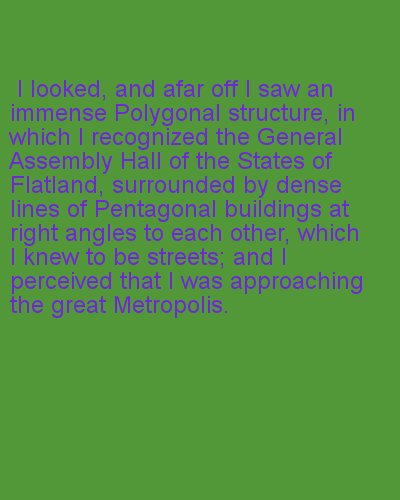 I looked, and afar off I saw an
immense Polygonal structure, in
which I recognized the General
Assembly Hall of the States of
Flatland, surrounded by dense
lines of Pentagonal buildings at
right angles to each other, which
I knew to be streets; and I
perceived that I was approaching
the great Metropolis.